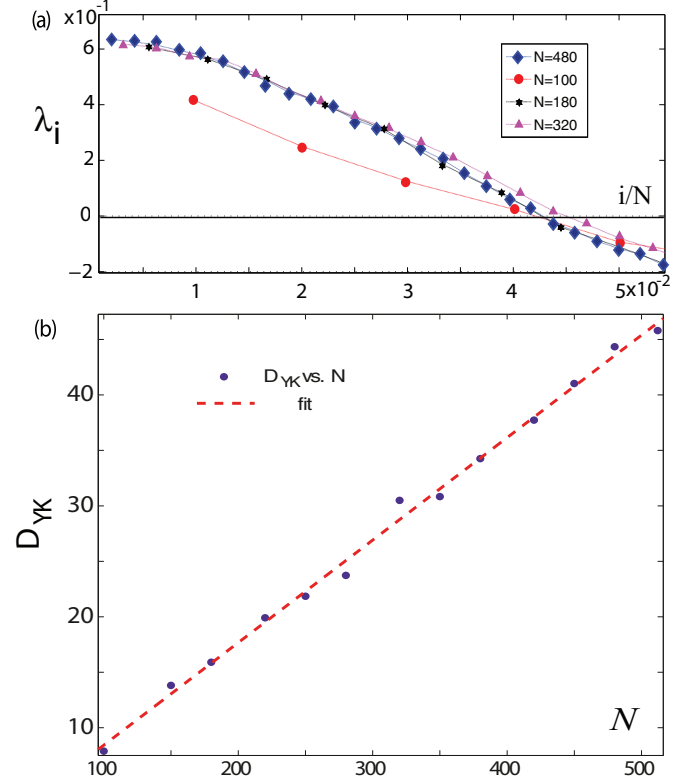 (a)
x10⁻¹
6
4
2
0
−2
λi
N=480
N=100
N=180
N=320
i/N
1 2 3 4 5x10⁻²
(b)
DYK vs. N
fit
40
30
20
10
DYK
N
100 200 300 400 500